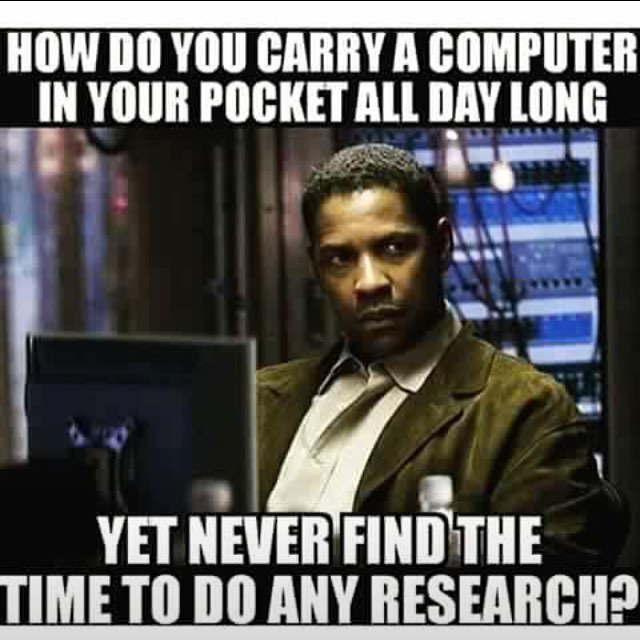 HOW DO YOU CARRY A COMPUTER
IN YOUR POCKET ALL DAY LONG
YET NEVER FIND THE
TIME TO DO ANY RESEARCH?